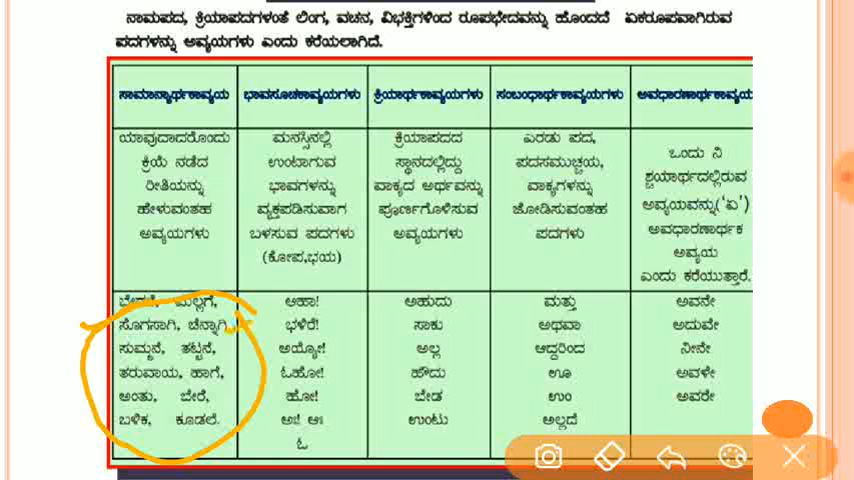 ನಾಮಪದ, ಕ್ರಿಯಾಪದಗಳಂತೆ ಲಿಂಗ, ವಚನ, ವಿಭಕ್ತಿಗಳಿಂದ ರೂಪಭೇದವನ್ನು ಹೊಂದದೆ ಏಕರೂಪವಾಗಿರುವ
ಪದಗಳನ್ನು ಅವ್ಯಯಗಳು ಎಂದು ಕರೆಯಲಾಗಿದೆ.
ಸಾಮಾನ್ಯಾರ್ಥಕಾವ್ಯಯ
ಯಾವುದಾದರೊಂದು
ಕ್ರಿಯೆ ನಡೆದ
ರೀತಿಯನ್ನು
ಹೇಳುವಂತಹ
ಅವ್ಯಯಗಳು
ಮೆಲ್ಲಗೆ,
ಸೊಗಸಾಗಿ, ಚೆನ್ನಾಗಿ,
ಸುಮ್ಮನೆ, ತಟ್ಟನೆ,
ತರುವಾಯ, ಹಾಗೆ,
ಅಂತು, ಬೇರೆ,
ಬಳಿಕ, ಕೂಡಲೆ.
ಭಾವಸೂಚಕಾವ್ಯಯಗಳು
ಮನಸ್ಸಿನಲ್ಲಿ
ಉಂಟಾಗುವ
ಭಾವಗಳನ್ನು
ವ್ಯಕ್ತಪಡಿಸುವಾಗ
ಬಳಸುವ ಪದಗಳು
(ಕೋಪ,ಭಯ)
ಆಹಾ!
ಭಳಿರೆ!
ಅಯ್ಯೋ!
ಓಹೋ!
ಹೋ!
ಅಃ! ಆಃ
ಓ
ಕ್ರಿಯಾರ್ಥಕಾವ್ಯಯಗಳು
ಕ್ರಿಯಾಪದದ
ಸ್ಥಾನದಲ್ಲಿದ್ದು
ವಾಕ್ಯದ ಅರ್ಥವನ್ನು
ಪೂರ್ಣಗೊಳಿಸುವ
ಅವ್ಯಯಗಳು
ಅಹುದು
ಸಾಕು
ಅಲ್ಲ
ಹೌದು
ಬೇಡ
ಉಂಟು
ಸಂಬಂಧಾರ್ಥಕಾವ್ಯಯಗಳು
ಎರಡು ಪದ,
ಪದಸಮುಚ್ಚಯ,
ವಾಕ್ಯಗಳನ್ನು
ಜೋಡಿಸುವಂತಹ
ಪದಗಳು
ಮತ್ತು
ಅಥವಾ
ಆದ್ದರಿಂದ
ಊ
ಉಂ
ಅಲ್ಲದೆ
ಅವಧಾರಣಾರ್ಥಕಾವ್ಯಯ
ಒಂದು ನಿ
ಶ್ಚಯಾರ್ಥದಲ್ಲಿರುವ
ಅವ್ಯಯವನ್ನು('ಏ')
ಅವಧಾರಣಾರ್ಥಕ
ಅವ್ಯಯ
ಎಂದು ಕರೆಯುತ್ತಾರೆ.
ಅವನೇ
ಅದುವೇ
ನೀನೇ
ಅವಳೇ
ಅವರೇ